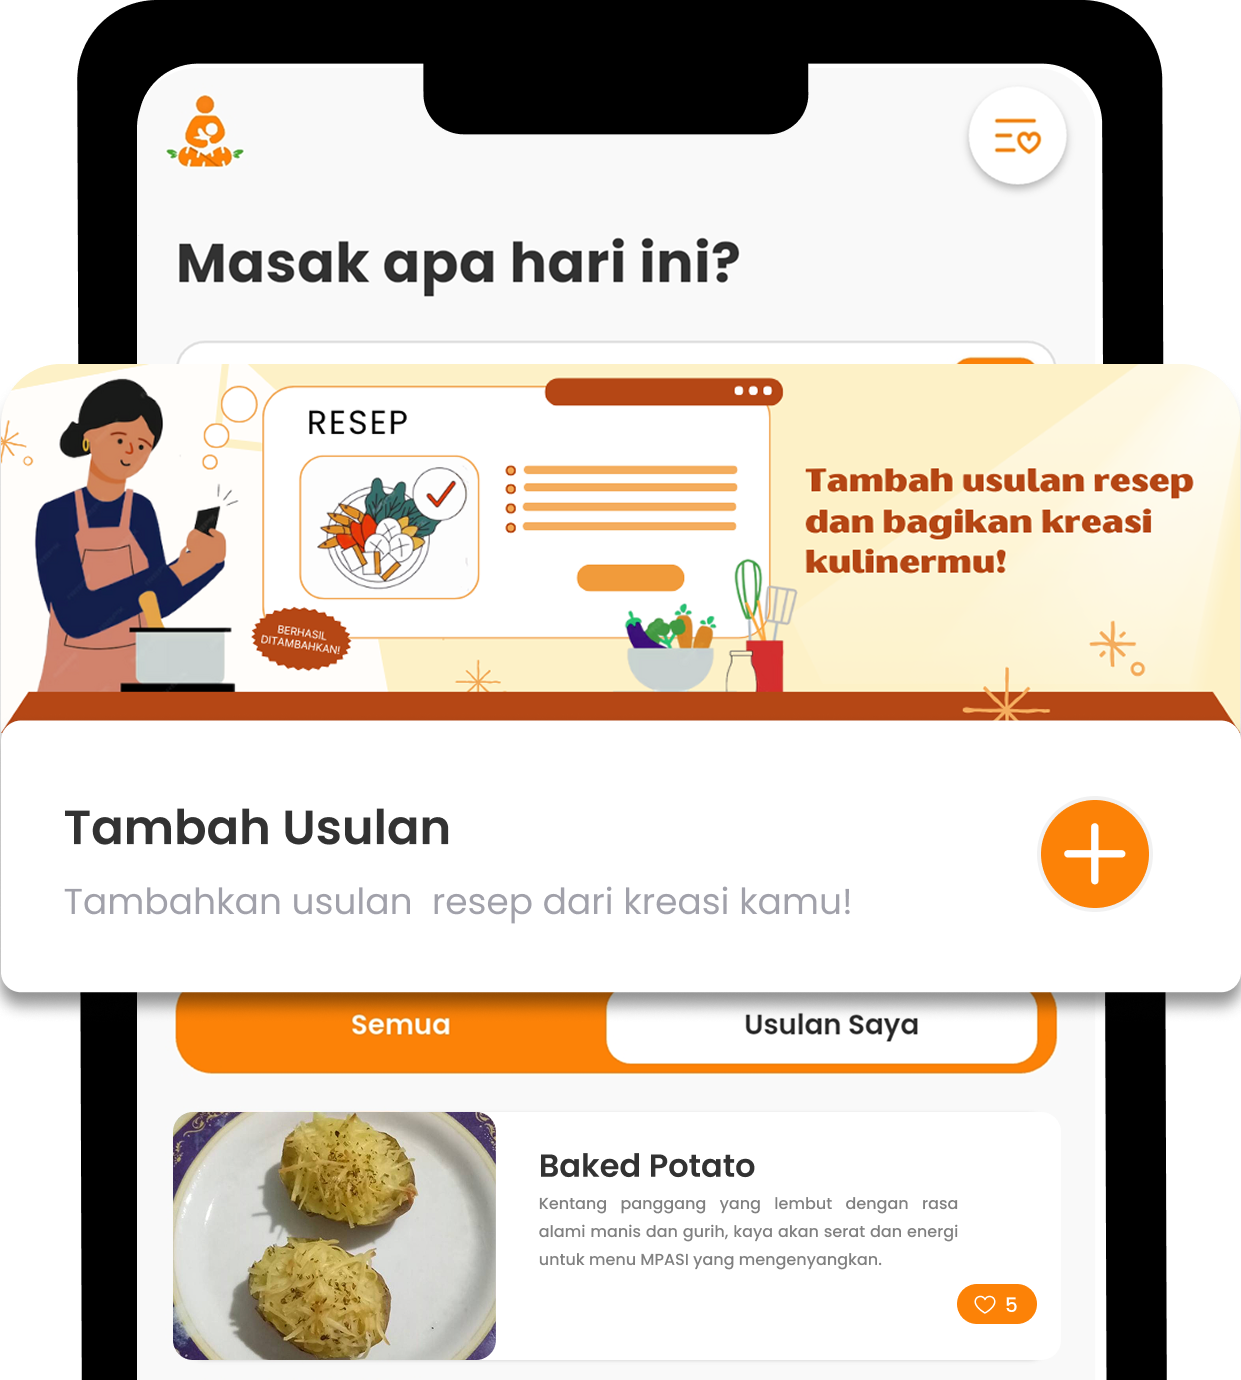 Masak apa hari ini?
RESEP
Tambah usulan resep
dan bagikan kreasi
kulinermu!
BERHASIL
DITAMBAHKAN!
Tambah Usulan
Tambahkan usulan resep dari kreasi kamu!
Semua
Usulan Saya
Baked Potato
Kentang panggang yang lembut dengan rasa
alami manis dan gurih, kaya akan serat dan energi
untuk menu MPASI yang mengenyangkan.
5